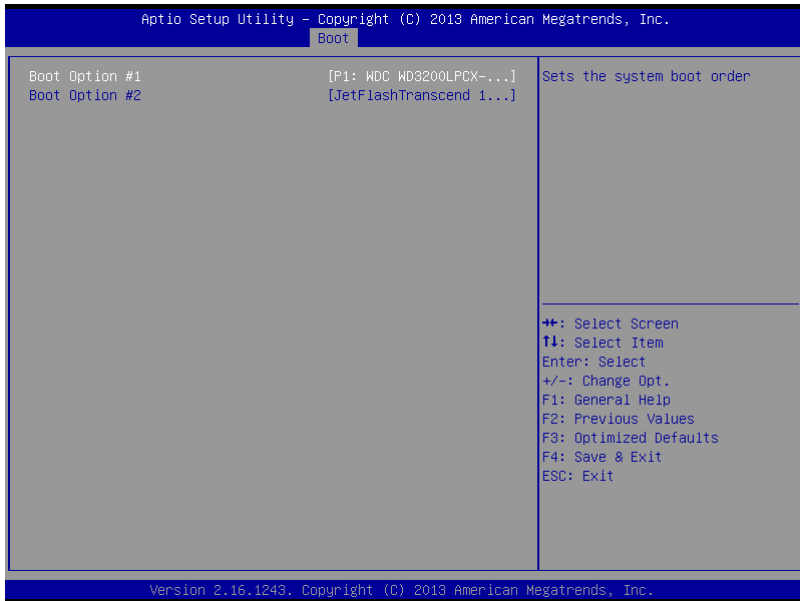 Aptio Setup Utility – Copyright (C) 2013 American Megatrends, Inc.
Boot
Boot Option #1 [P1: WDC WD3200LPCX-...]
Boot Option #2 [JetFlashTranscend 1...]
Sets the system boot order
→←: Select Screen
↑↓: Select Item
Enter: Select
+/-: Change Opt.
F1: General Help
F2: Previous Values
F3: Optimized Defaults
F4: Save & Exit
ESC: Exit
Version 2.16.1243. Copyright (C) 2013 American Megatrends, Inc.